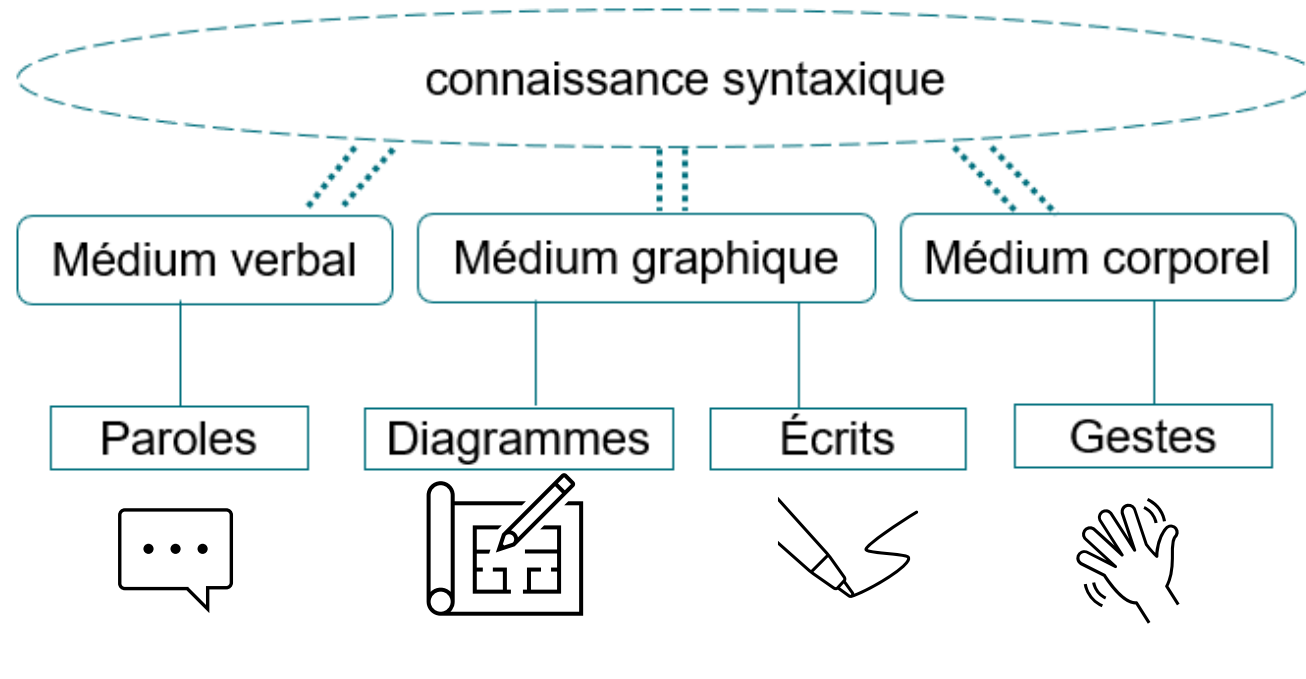 connaissance syntaxique
Médium verbal
Médium graphique
Médium corporel
Paroles
Diagrammes
Écrits
Gestes